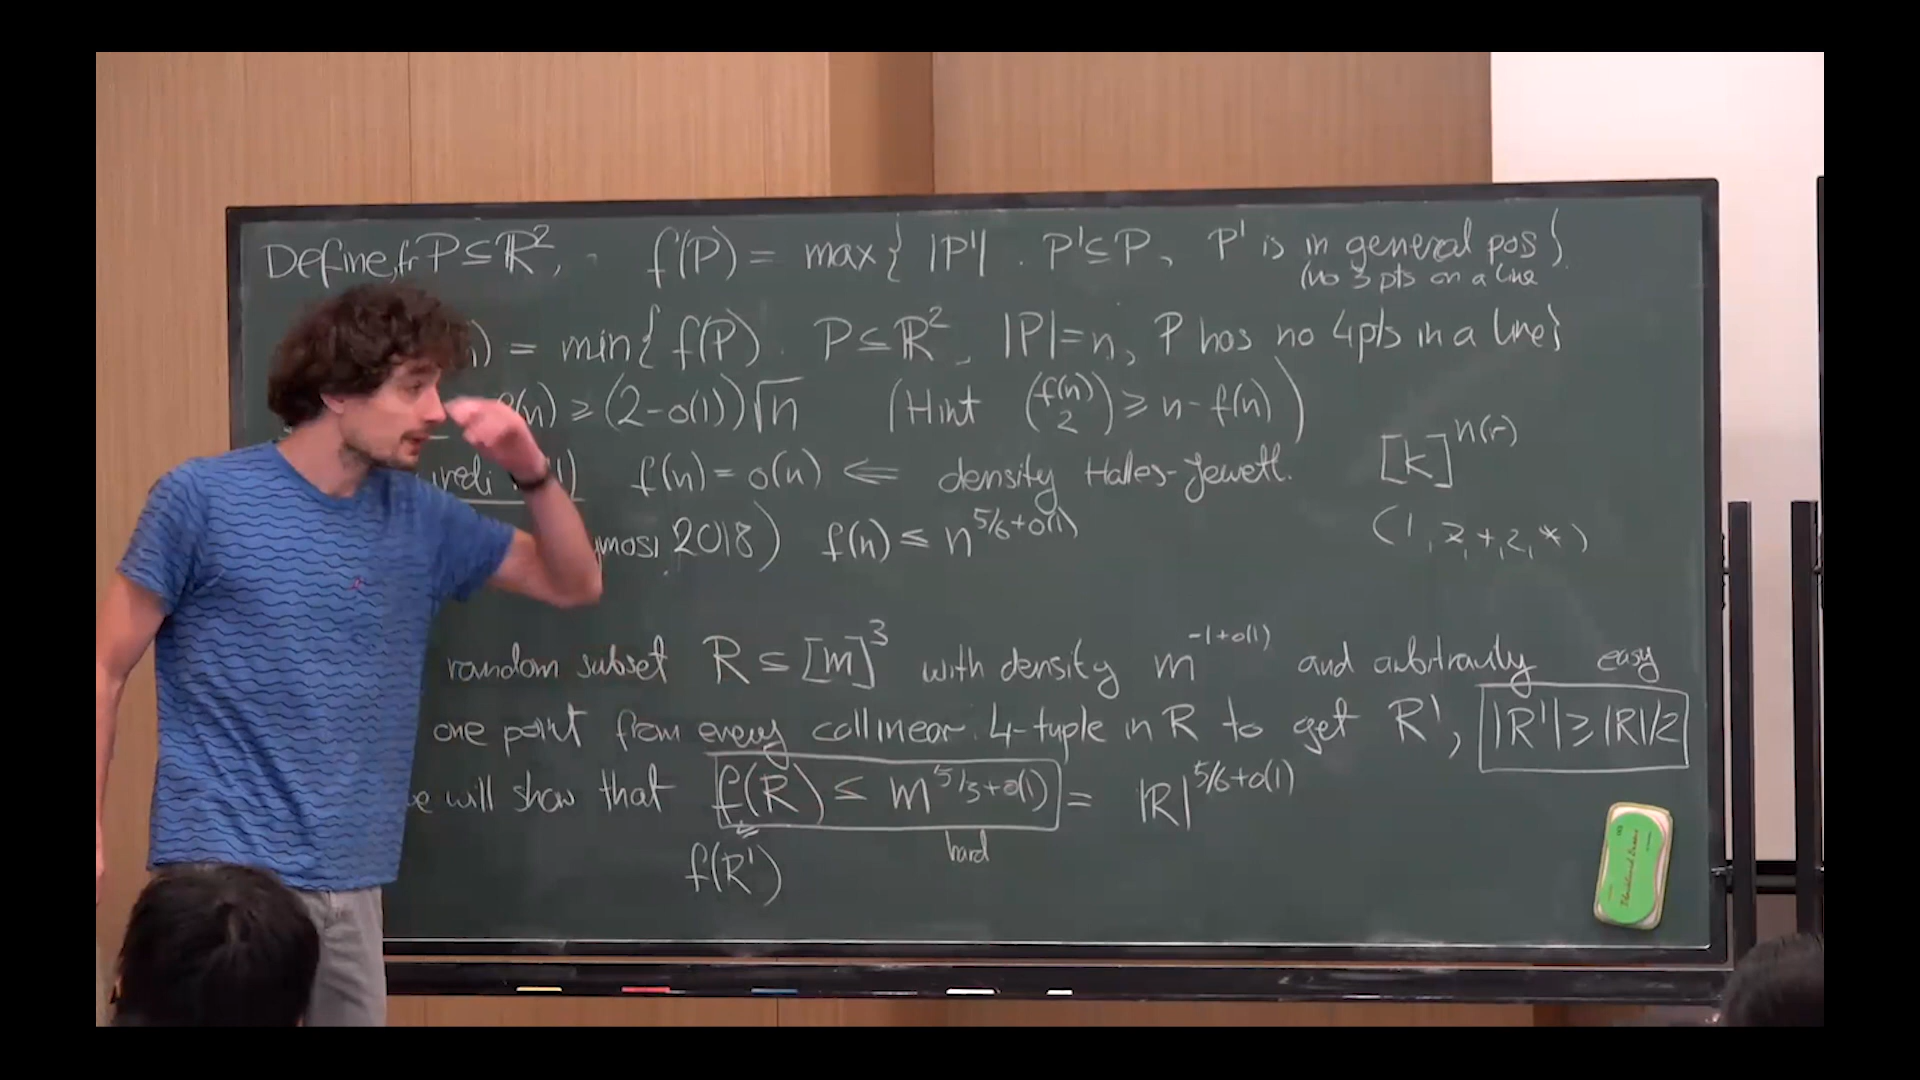 Define, fr P ⊆ ℝ², f(P) = max{ |P'| . P' ⊆ P, P' is in general pos }
(no 3 pts on a line
) = min{ f(P) . P ⊆ ℝ², |P| = n, P has no 4 pts in a line }
f(n) ≥ (2-o(1))√n (Hint (f(n) 2) ≥ n - f(n))
f(n) = o(n) ⇐ density Hales-Jewett.
[k]^{n(r)}
2018) f(n) ≤ n^{5/6+o(1)}
(1, 2, *, 2, *)
random subset R ⊆ [m]³ with density m^{-1+o(1)} and arbitrarily easy
one point from every collinear 4-tuple in R to get R', |R'| ≥ |R|/2
will show that f(R) ≤ m^{5/3+o(1)} = |R|^{5/6+o(1)}
hard
f(R')